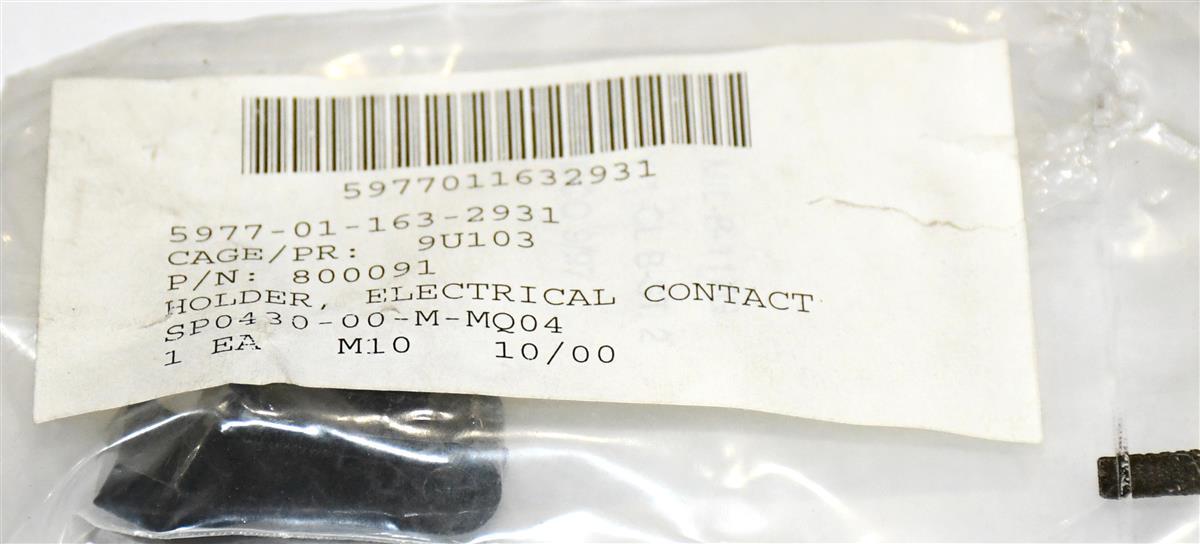 5977011632931
5977-01-163-2931
CAGE/PR: 9U103
P/N: 800091
HOLDER, ELECTRICAL CONTACT
SP0430-00-M-MQ04
1 EA M10 10/00